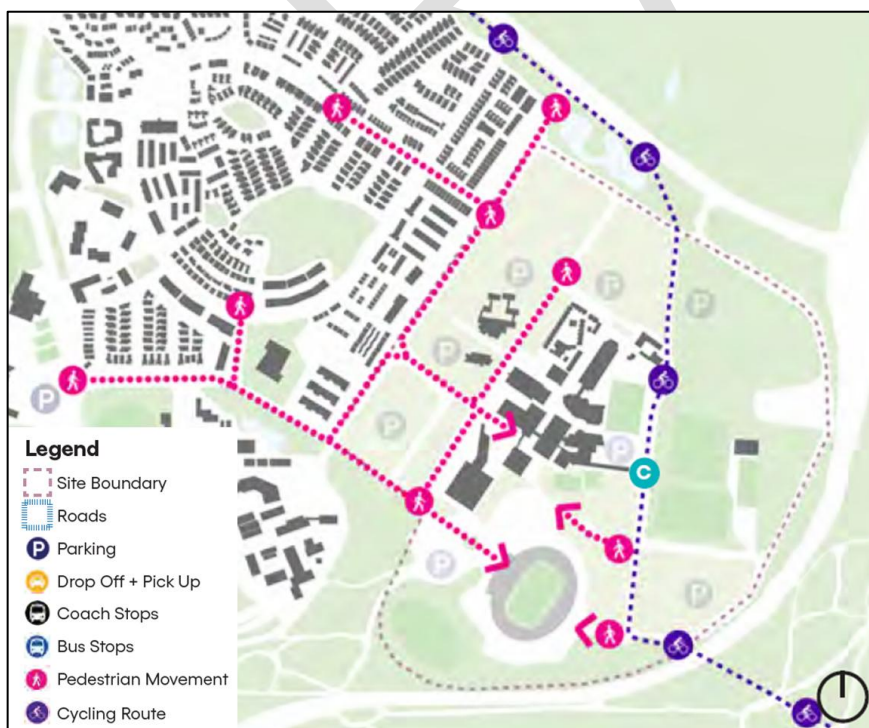 P
P
P
P
P
P
P
C
P
P
P
Legend
Site Boundary
Roads
P Parking
Drop Off + Pick Up
Coach Stops
Bus Stops
Pedestrian Movement
Cycling Route